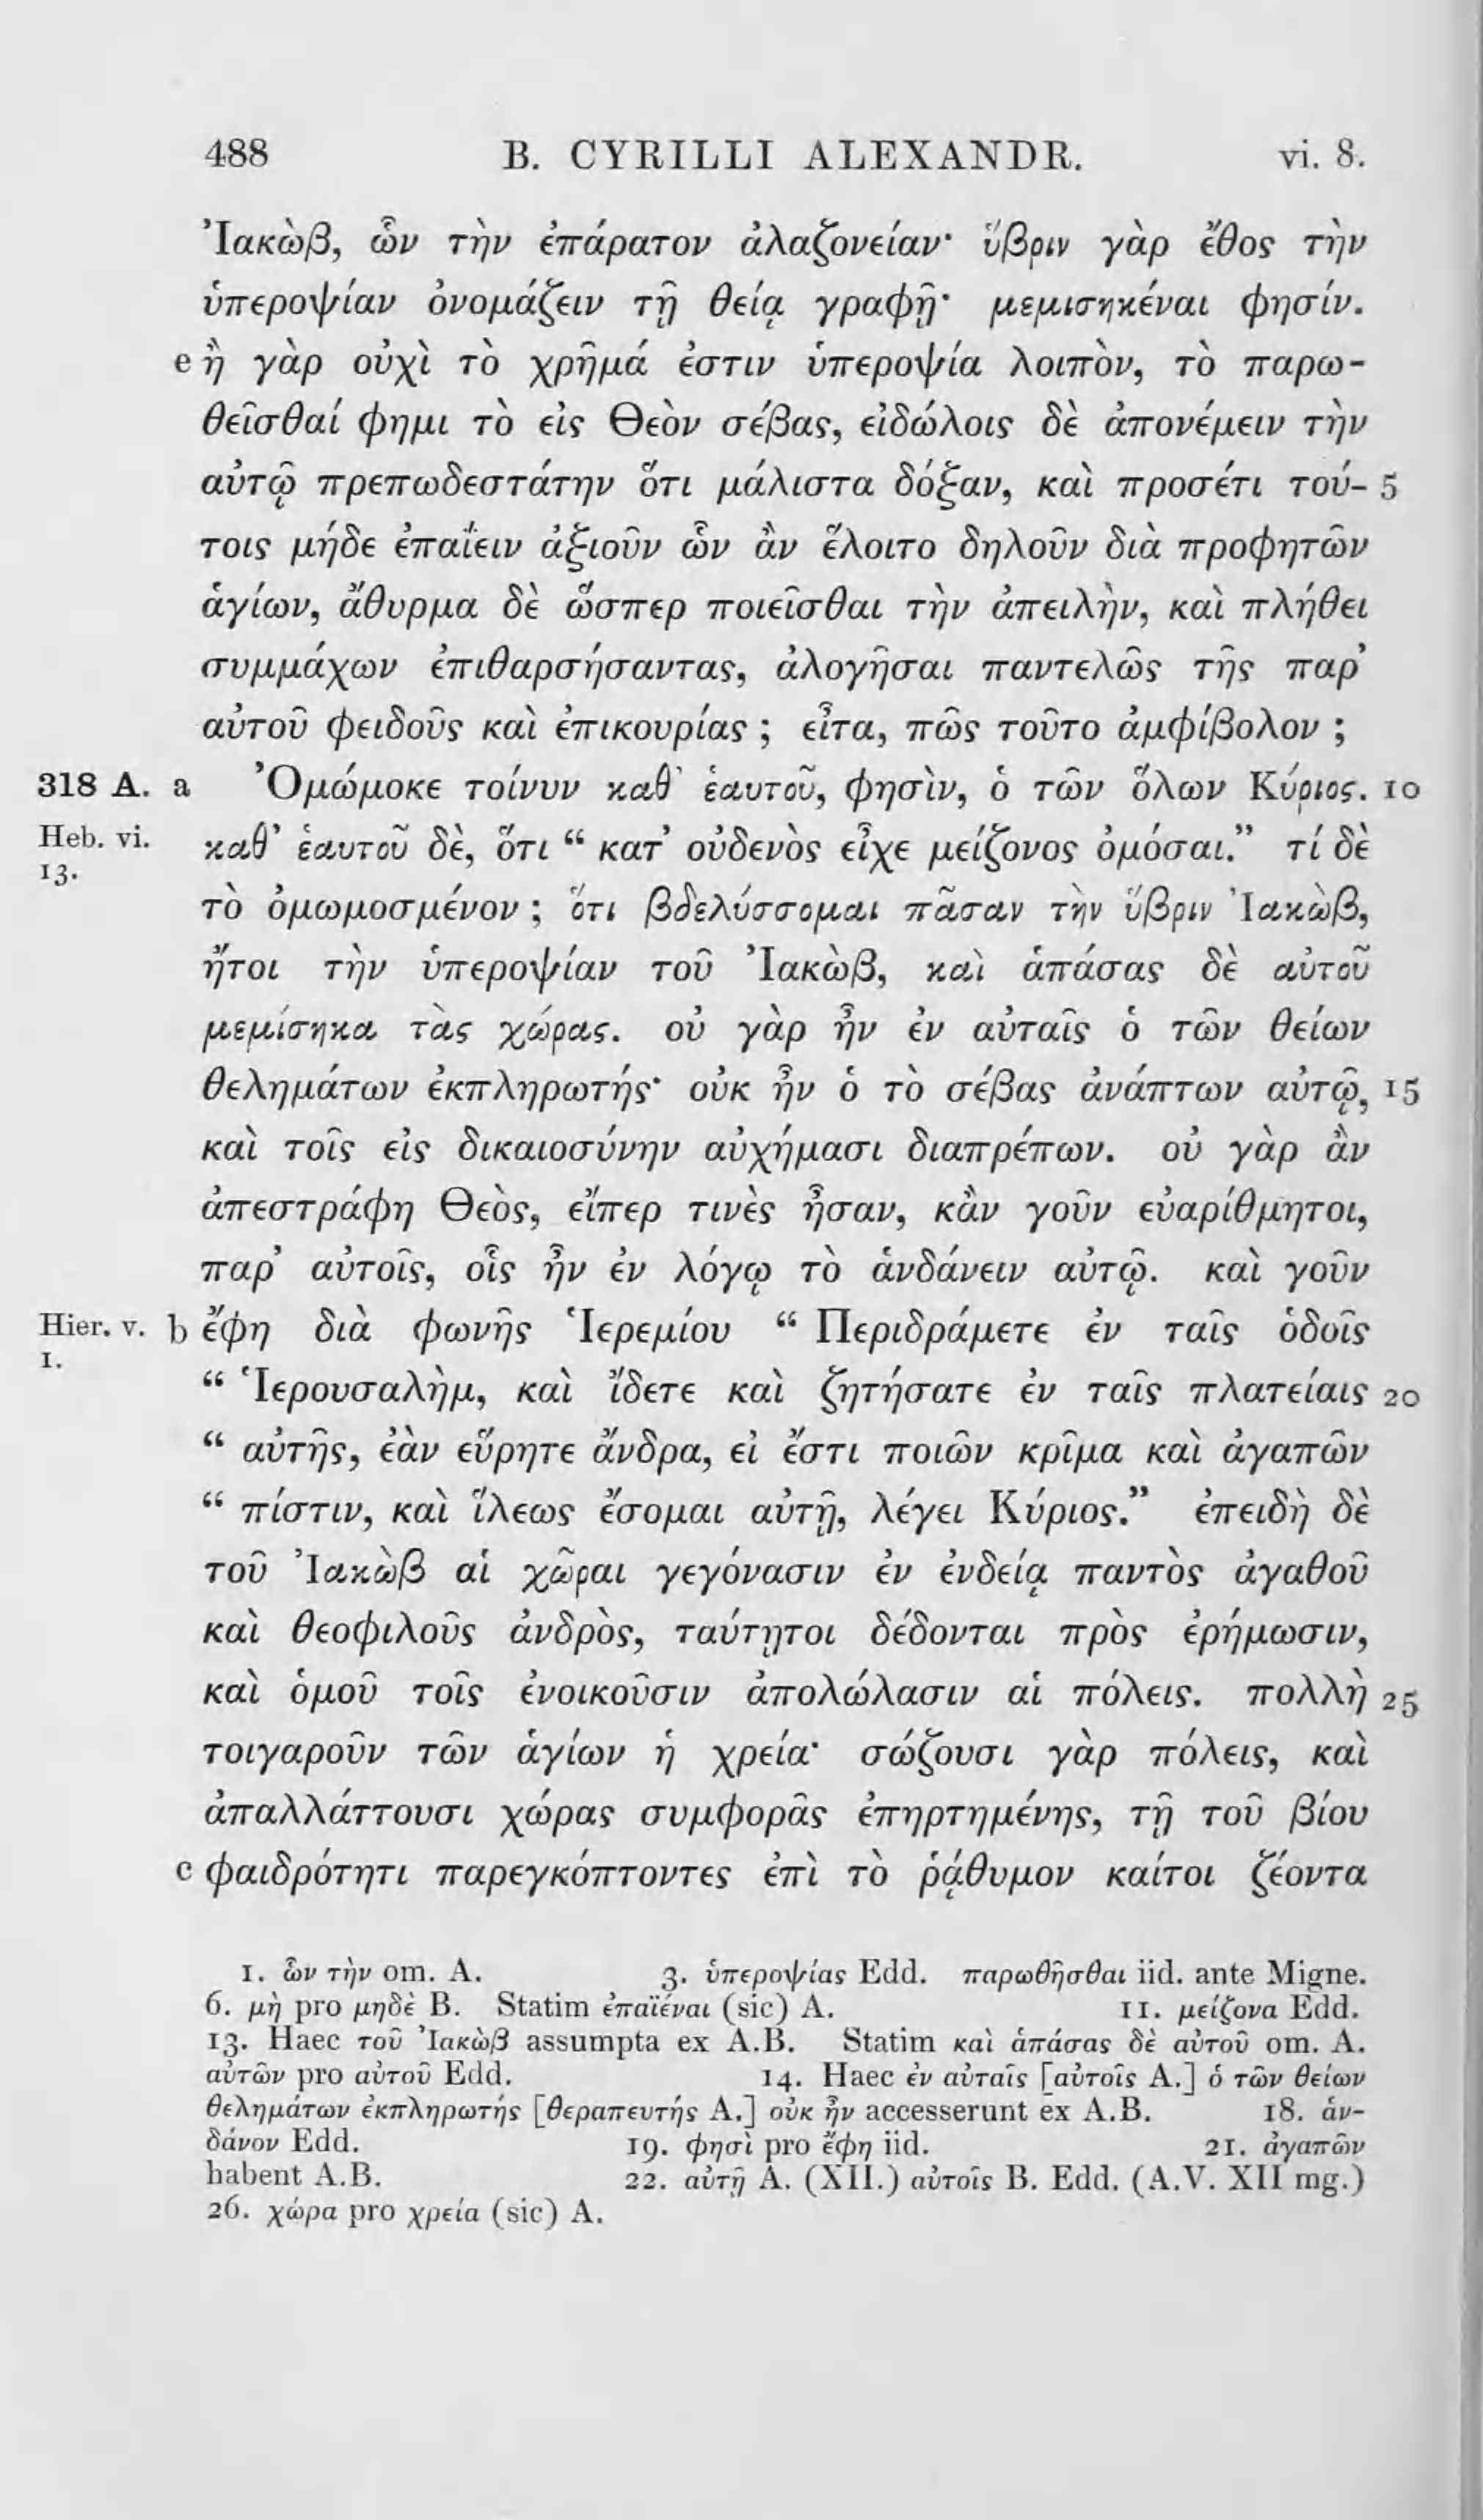 488 B. CYRILLI ALEXANDR. vi. 8.
Ἰακὼβ, ὧν τὴν ἐπάρατον ἀλαζονείαν· ὕβριν γὰρ ἔθος τὴν
ὑπεροψίαν ὀνομάζειν τῇ θείᾳ γραφῇ· μεμισηκέναι φησίν.
e ἢ γὰρ οὐχὶ τὸ χρῆμά ἐστιν ὑπεροψία λοιπὸν, τὸ παρω-
θεῖσθαί φημι τὸ εἰς Θεὸν σέβας, εἰδώλοις δὲ ἀπονέμειν τὴν
αὐτῷ πρεπωδεστάτην ὅτι μάλιστα δόξαν, καὶ προσέτι τού- 5
τοις μήδε ἐπαΐειν ἀξιοῦν ὧν ἂν ἕλοιτο δηλοῦν διὰ προφητῶν
ἁγίων, ἄθυρμα δὲ ὥσπερ ποιεῖσθαι τὴν ἀπειλὴν, καὶ πλήθει
συμμάχων ἐπιθαρσήσαντας, ἀλογῆσαι παντελῶς τῆς παρ’
αὐτοῦ φειδοῦς καὶ ἐπικουρίας ; εἶτα, πῶς τοῦτο ἀμφίβολον ;
318 A. a Ὀμώμοκε τοίνυν καθ’ ἑαυτοῦ, φησὶν, ὁ τῶν ὅλων Κύριος. 10
Heb. vi. καθ’ ἑαυτοῦ δὲ, ὅτι “ κατ’ οὐδενὸς εἶχε μείζονος ὀμόσαι.” τί δὲ
13.
τὸ ὀμωμοσμένον ; ὅτι βδελύσσομαι πᾶσαν τὴν ὕβριν Ἰακὼβ,
ἤτοι τὴν ὑπεροψίαν τοῦ Ἰακὼβ, καὶ ἁπάσας δὲ αὐτοῦ
μεμίσηκα τὰς χώρας. οὐ γὰρ ἦν ἐν αὐταῖς ὁ τῶν θείων
θελημάτων ἐκπληρωτής· οὐκ ἦν ὁ τὸ σέβας ἀνάπτων αὐτῷ, 15
καὶ τοῖς εἰς δικαιοσύνην αὐχήμασι διαπρέπων. οὐ γὰρ ἂν
ἀπεστράφη Θεὸς, εἴπερ τινὲς ἦσαν, κἂν γοῦν εὐαρίθμητοι,
παρ’ αὐτοῖς, οἷς ἦν ἐν λόγῳ τὸ ἁνδάνειν αὐτῷ. καὶ γοῦν
Hier. v. b ἔφη διὰ φωνῆς Ἱερεμίου “ Περιδράμετε ἐν ταῖς ὁδοῖς
1.
“ Ἱερουσαλὴμ, καὶ ἴδετε καὶ ζητήσατε ἐν ταῖς πλατείαις 20
“ αὐτῆς, ἐὰν εὕρητε ἄνδρα, εἰ ἔστι ποιῶν κρῖμα καὶ ἀγαπῶν
“ πίστιν, καὶ ἵλεως ἔσομαι αὐτῇ, λέγει Κύριος.” ἐπειδὴ δὲ
τοῦ Ἰακὼβ αἱ χῶραι γεγόνασιν ἐν ἐνδείᾳ παντὸς ἀγαθοῦ
καὶ θεοφιλοῦς ἀνδρὸς, ταύτῃτοι δέδονται πρὸς ἐρήμωσιν,
καὶ ὁμοῦ τοῖς ἐνοικοῦσιν ἀπολώλασιν αἱ πόλεις. πολλὴ 25
τοιγαροῦν τῶν ἁγίων ἡ χρεία· σώζουσι γὰρ πόλεις, καὶ
ἀπαλλάττουσι χώρας συμφορᾶς ἐπηρτημένης, τῇ τοῦ βίου
c φαιδρότητι παρεγκόπτοντες ἐπὶ τὸ ῥᾴθυμον καίτοι ζέοντα
1. ὧν τὴν om. A. 3. ὑπεροψίας Edd. παρωθῆσθαι iid. ante Migne.
6. μὴ pro μηδὲ B. Statim ἐπαϊέναι (sic) A. 11. μείζονα Edd.
13. Haec τοῦ Ἰακὼβ assumpta ex A.B. Statim καὶ ἁπάσας δὲ αὐτοῦ om. A.
αὐτῶν pro αὐτοῦ Edd. 14. Haec ἐν αὐταῖς [αὐτοῖς A.] ὁ τῶν θείων
θελημάτων ἐκπληρωτής [θεραπευτής A.] οὐκ ἦν accesserunt ex A.B. 18. ἁν-
δάνον Edd. 19. φησὶ pro ἔφη iid. 21. ἀγαπῶν
habent A.B. 22. αὐτῇ A. (XII.) αὐτοῖς B. Edd. (A.V. XII mg.)
26. χώρα pro χρεία (sic) A.